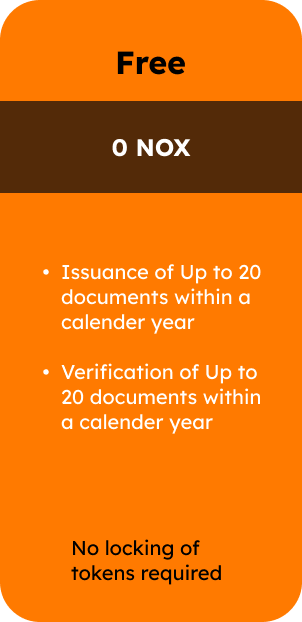 Free
0 NOX
• Issuance of Up to 20
documents within a
calender year
• Verification of Up to
20 documents within
a calender year
No locking of
tokens required